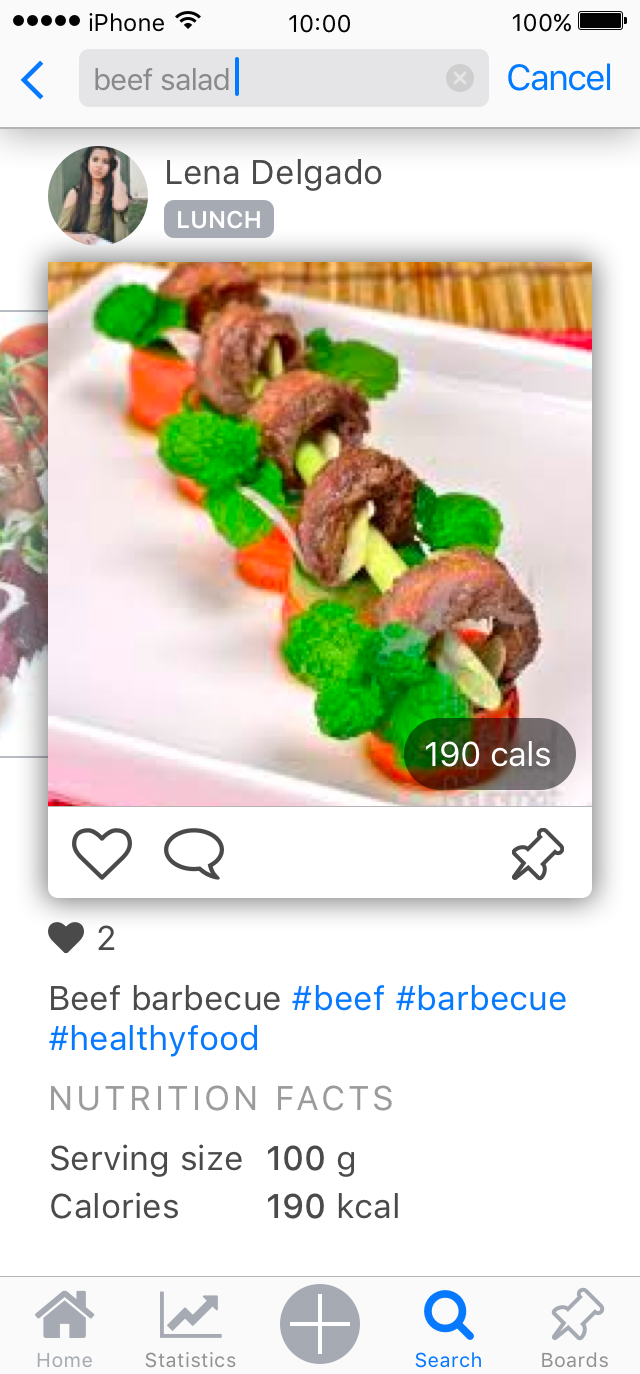 iPhone 10:00 100%
beef salad Cancel
Lena Delgado
LUNCH
190 cals
2
Beef barbecue #beef #barbecue
#healthyfood
NUTRITION FACTS
Serving size 100 g
Calories 190 kcal
Home Statistics Search Boards